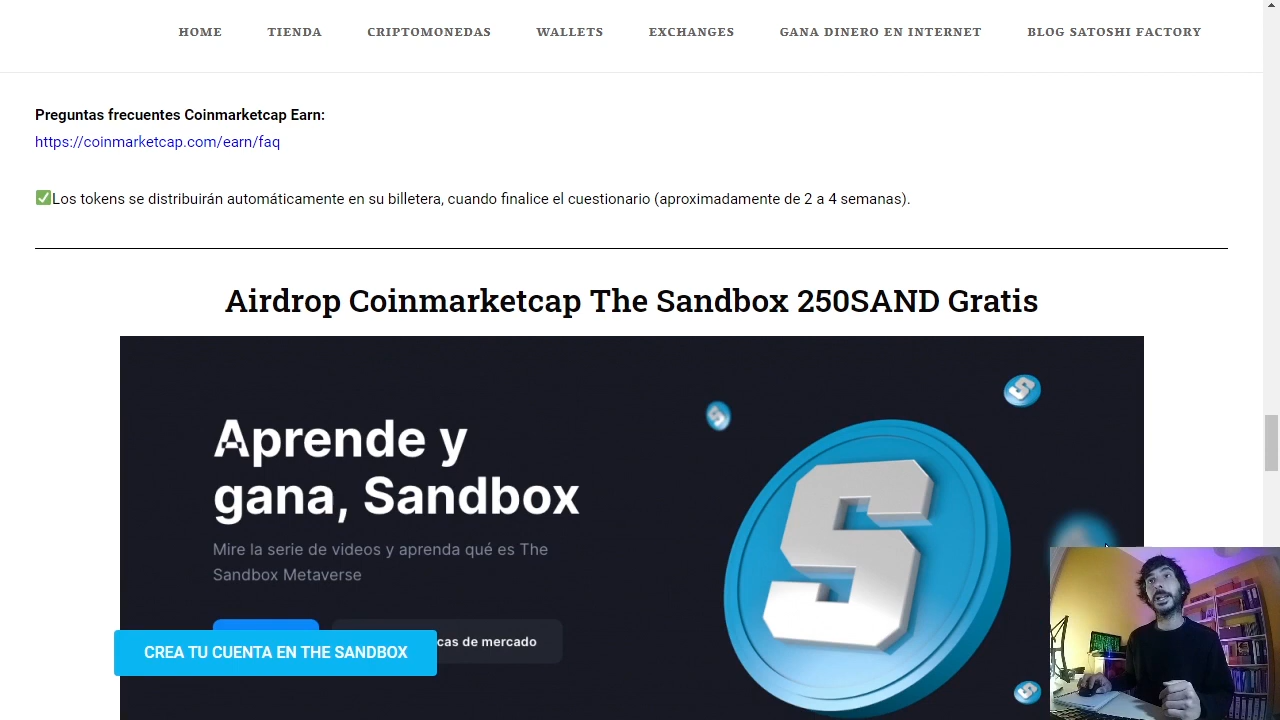 HOME TIENDA CRIPTOMONEDAS WALLETS EXCHANGES GANA DINERO EN INTERNET BLOG SATOSHI FACTORY
Preguntas frecuentes Coinmarketcap Earn:
https://coinmarketcap.com/earn/faq
✅Los tokens se distribuirán automáticamente en su billetera, cuando finalice el cuestionario (aproximadamente de 2 a 4 semanas).
Airdrop Coinmarketcap The Sandbox 250SAND Gratis
Aprende y
gana, Sandbox
Mire la serie de videos y aprenda qué es The
Sandbox Metaverse
cas de mercado
CREA TU CUENTA EN THE SANDBOX